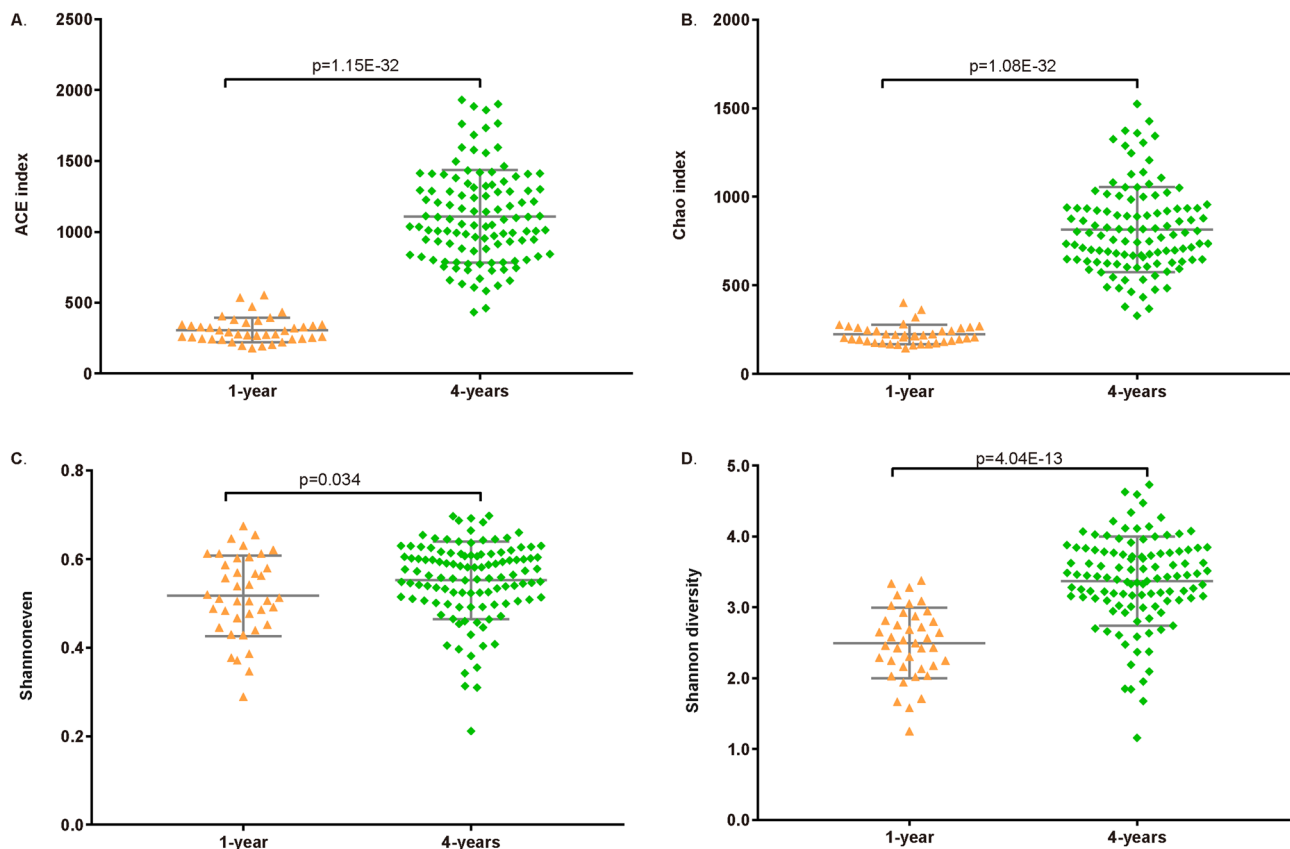 A.
ACE index
2500
2000
1500
1000
500
0
p=1.15E-32
1-year
4-years
B.
Chao index
2000
1500
1000
500
0
p=1.08E-32
1-year
4-years
C.
Shannoneven
0.8
0.6
0.4
0.2
0.0
p=0.034
1-year
4-years
D.
Shannon diversity
5.0
4.0
3.0
2.0
1.0
0.0
p=4.04E-13
1-year
4-years